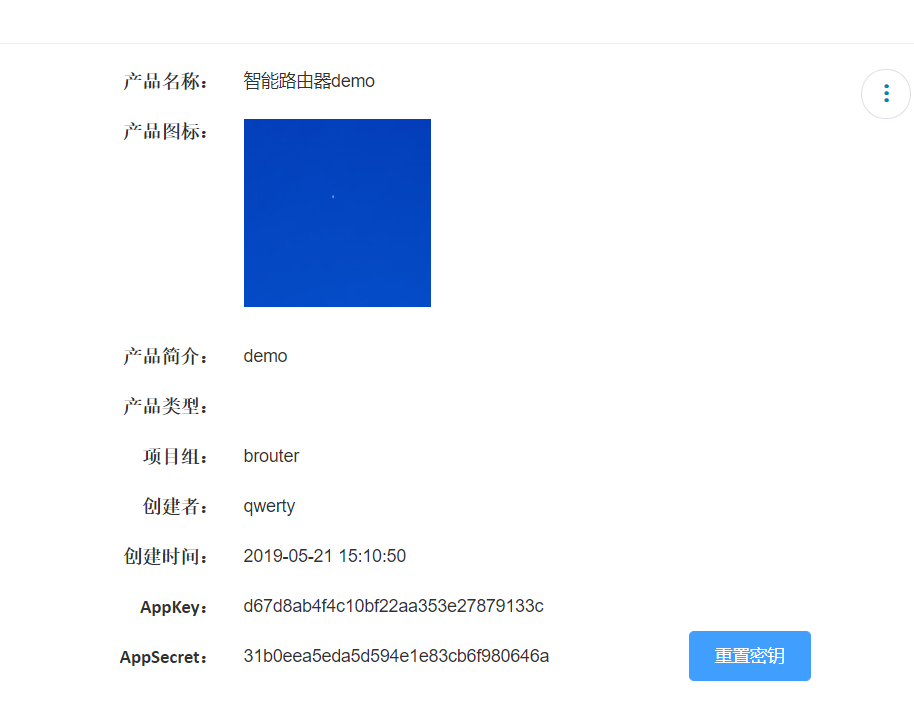 产品名称： 智能路由器demo
产品图标：
产品简介： demo
产品类型：
项目组： brouter
创建者： qwerty
创建时间： 2019-05-21 15:10:50
AppKey： d67d8ab4f4c10bf22aa353e27879133c
AppSecret： 31b0eea5eda5d594e1e83cb6f980646a 重置密钥